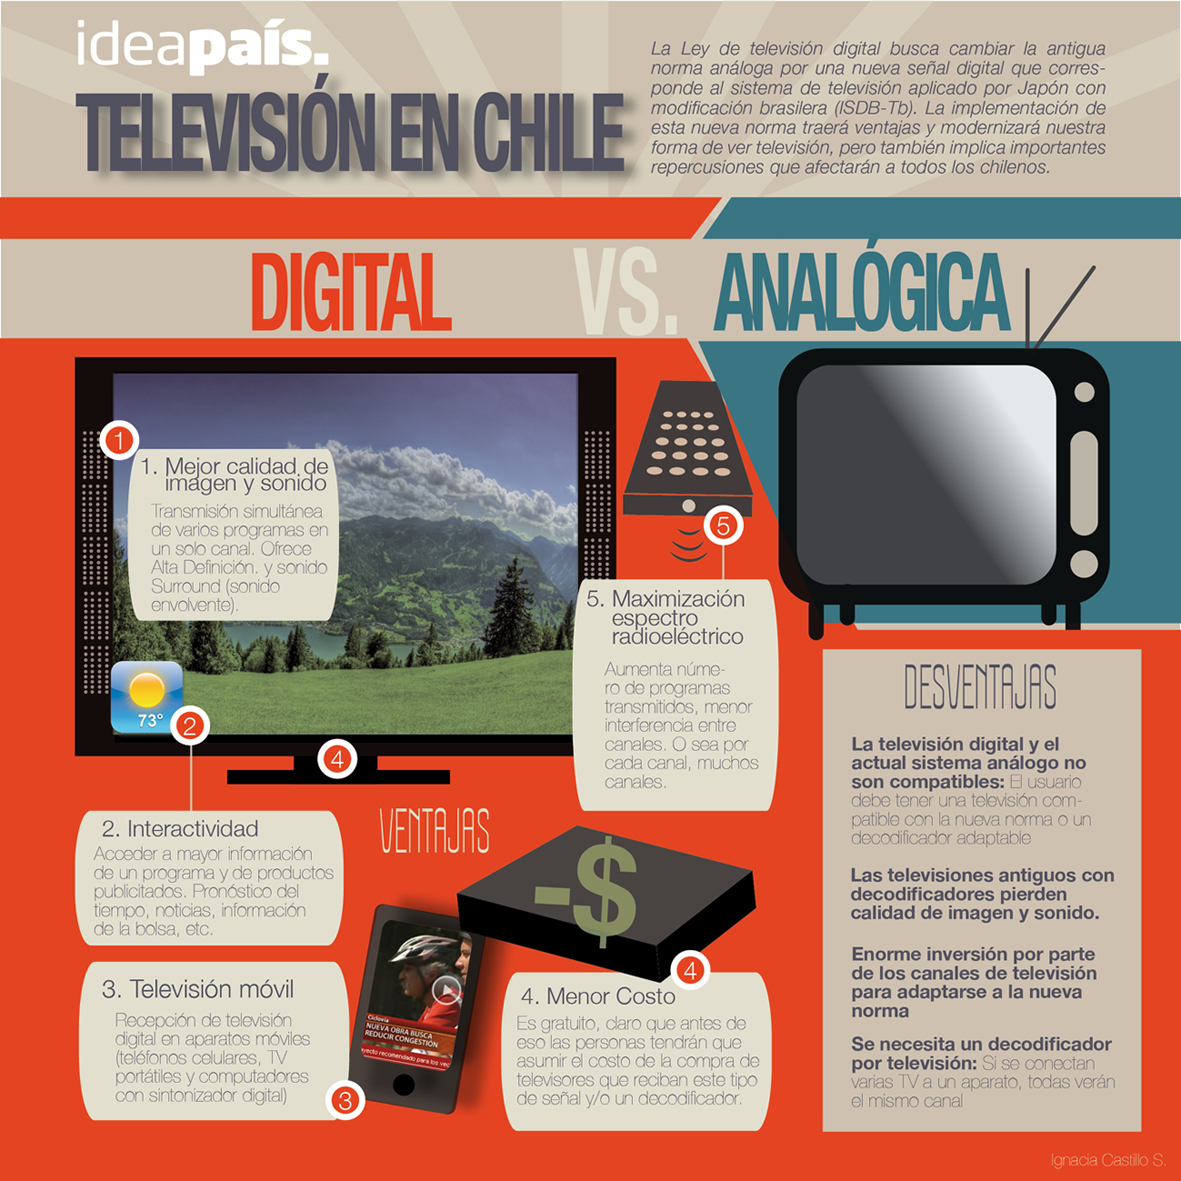 ideapaís.
TELEVISIÓN EN CHILE
La Ley de televisión digital busca cambiar la antigua
norma análoga por una nueva señal digital que corres-
ponde al sistema de televisión aplicado por Japón con
modificación brasilera (ISDB-Tb). La implementación de
esta nueva norma traerá ventajas y modernizará nuestra
forma de ver televisión, pero también implica importantes
repercusiones que afectarán a todos los chilenos.
DIGITAL VS. ANALÓGICA
1
1. Mejor calidad de
imagen y sonido
Transmisión simultánea
de varios programas en
un solo canal. Ofrece
Alta Definición. y sonido
Surround (sonido
envolvente).
73°
2
4
5
5. Maximización
espectro
radioeléctrico
Aumenta núme-
ro de programas
transmitidos, menor
interferencia entre
canales. O sea por
cada canal, muchos
canales.
VENTAJAS
2. Interactividad
Acceder a mayor información
de un programa y de productos
publicitados. Pronóstico del
tiempo, noticias, información
de la bolsa, etc.
3. Televisión móvil
Recepción de televisión
digital en aparatos móviles
(teléfonos celulares, TV
portátiles y computadores
con sintonizador digital)
3
Ciclovía
NUEVA OBRA BUSCA
REDUCIR CONGESTIÓN
yecto recomendado para los vec
-$
4
4. Menor Costo
Es gratuito, claro que antes de
eso las personas tendrán que
asumir el costo de la compra de
televisores que reciban este tipo
de señal y/o un decodificador.
DESVENTAJAS
La televisión digital y el
actual sistema análogo no
son compatibles: El usuario
debe tener una televisión com-
patible con la nueva norma o un
decodificador adaptable
Las televisiones antiguos con
decodificadores pierden
calidad de imagen y sonido.
Enorme inversión por parte
de los canales de televisión
para adaptarse a la nueva
norma
Se necesita un decodificador
por televisión: Si se conectan
varias TV a un aparato, todas verán
el mismo canal
Ignacia Castillo S.